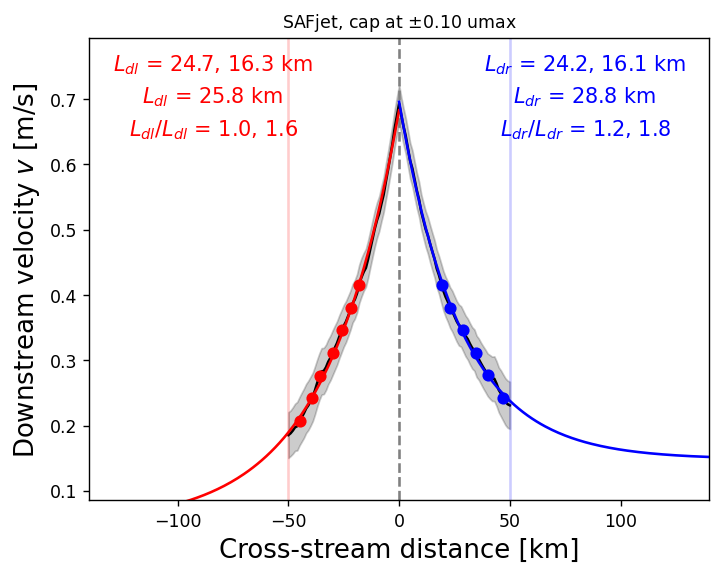 SAFjet, cap at ±0.10 umax
L_dl = 24.7, 16.3 km
L_dl = 25.8 km
L_dl/L_dl = 1.0, 1.6
L_dr = 24.2, 16.1 km
L_dr = 28.8 km
L_dr/L_dr = 1.2, 1.8
Downstream velocity v [m/s]
0.7
0.6
0.5
0.4
0.3
0.2
0.1
−100 −50 0 50 100
Cross-stream distance [km]